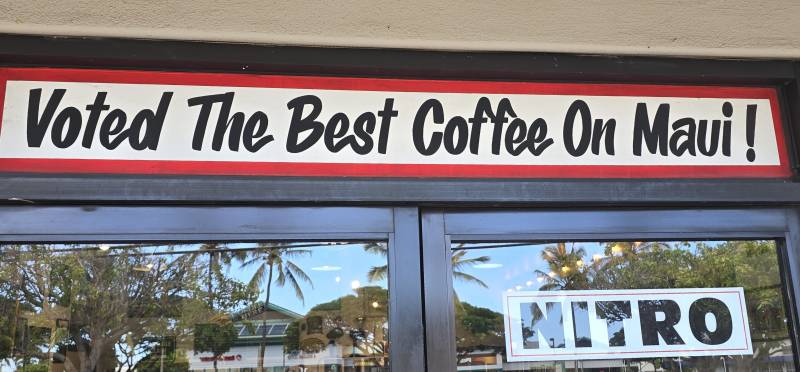 Voted The Best Coffee On Maui!
NITRO